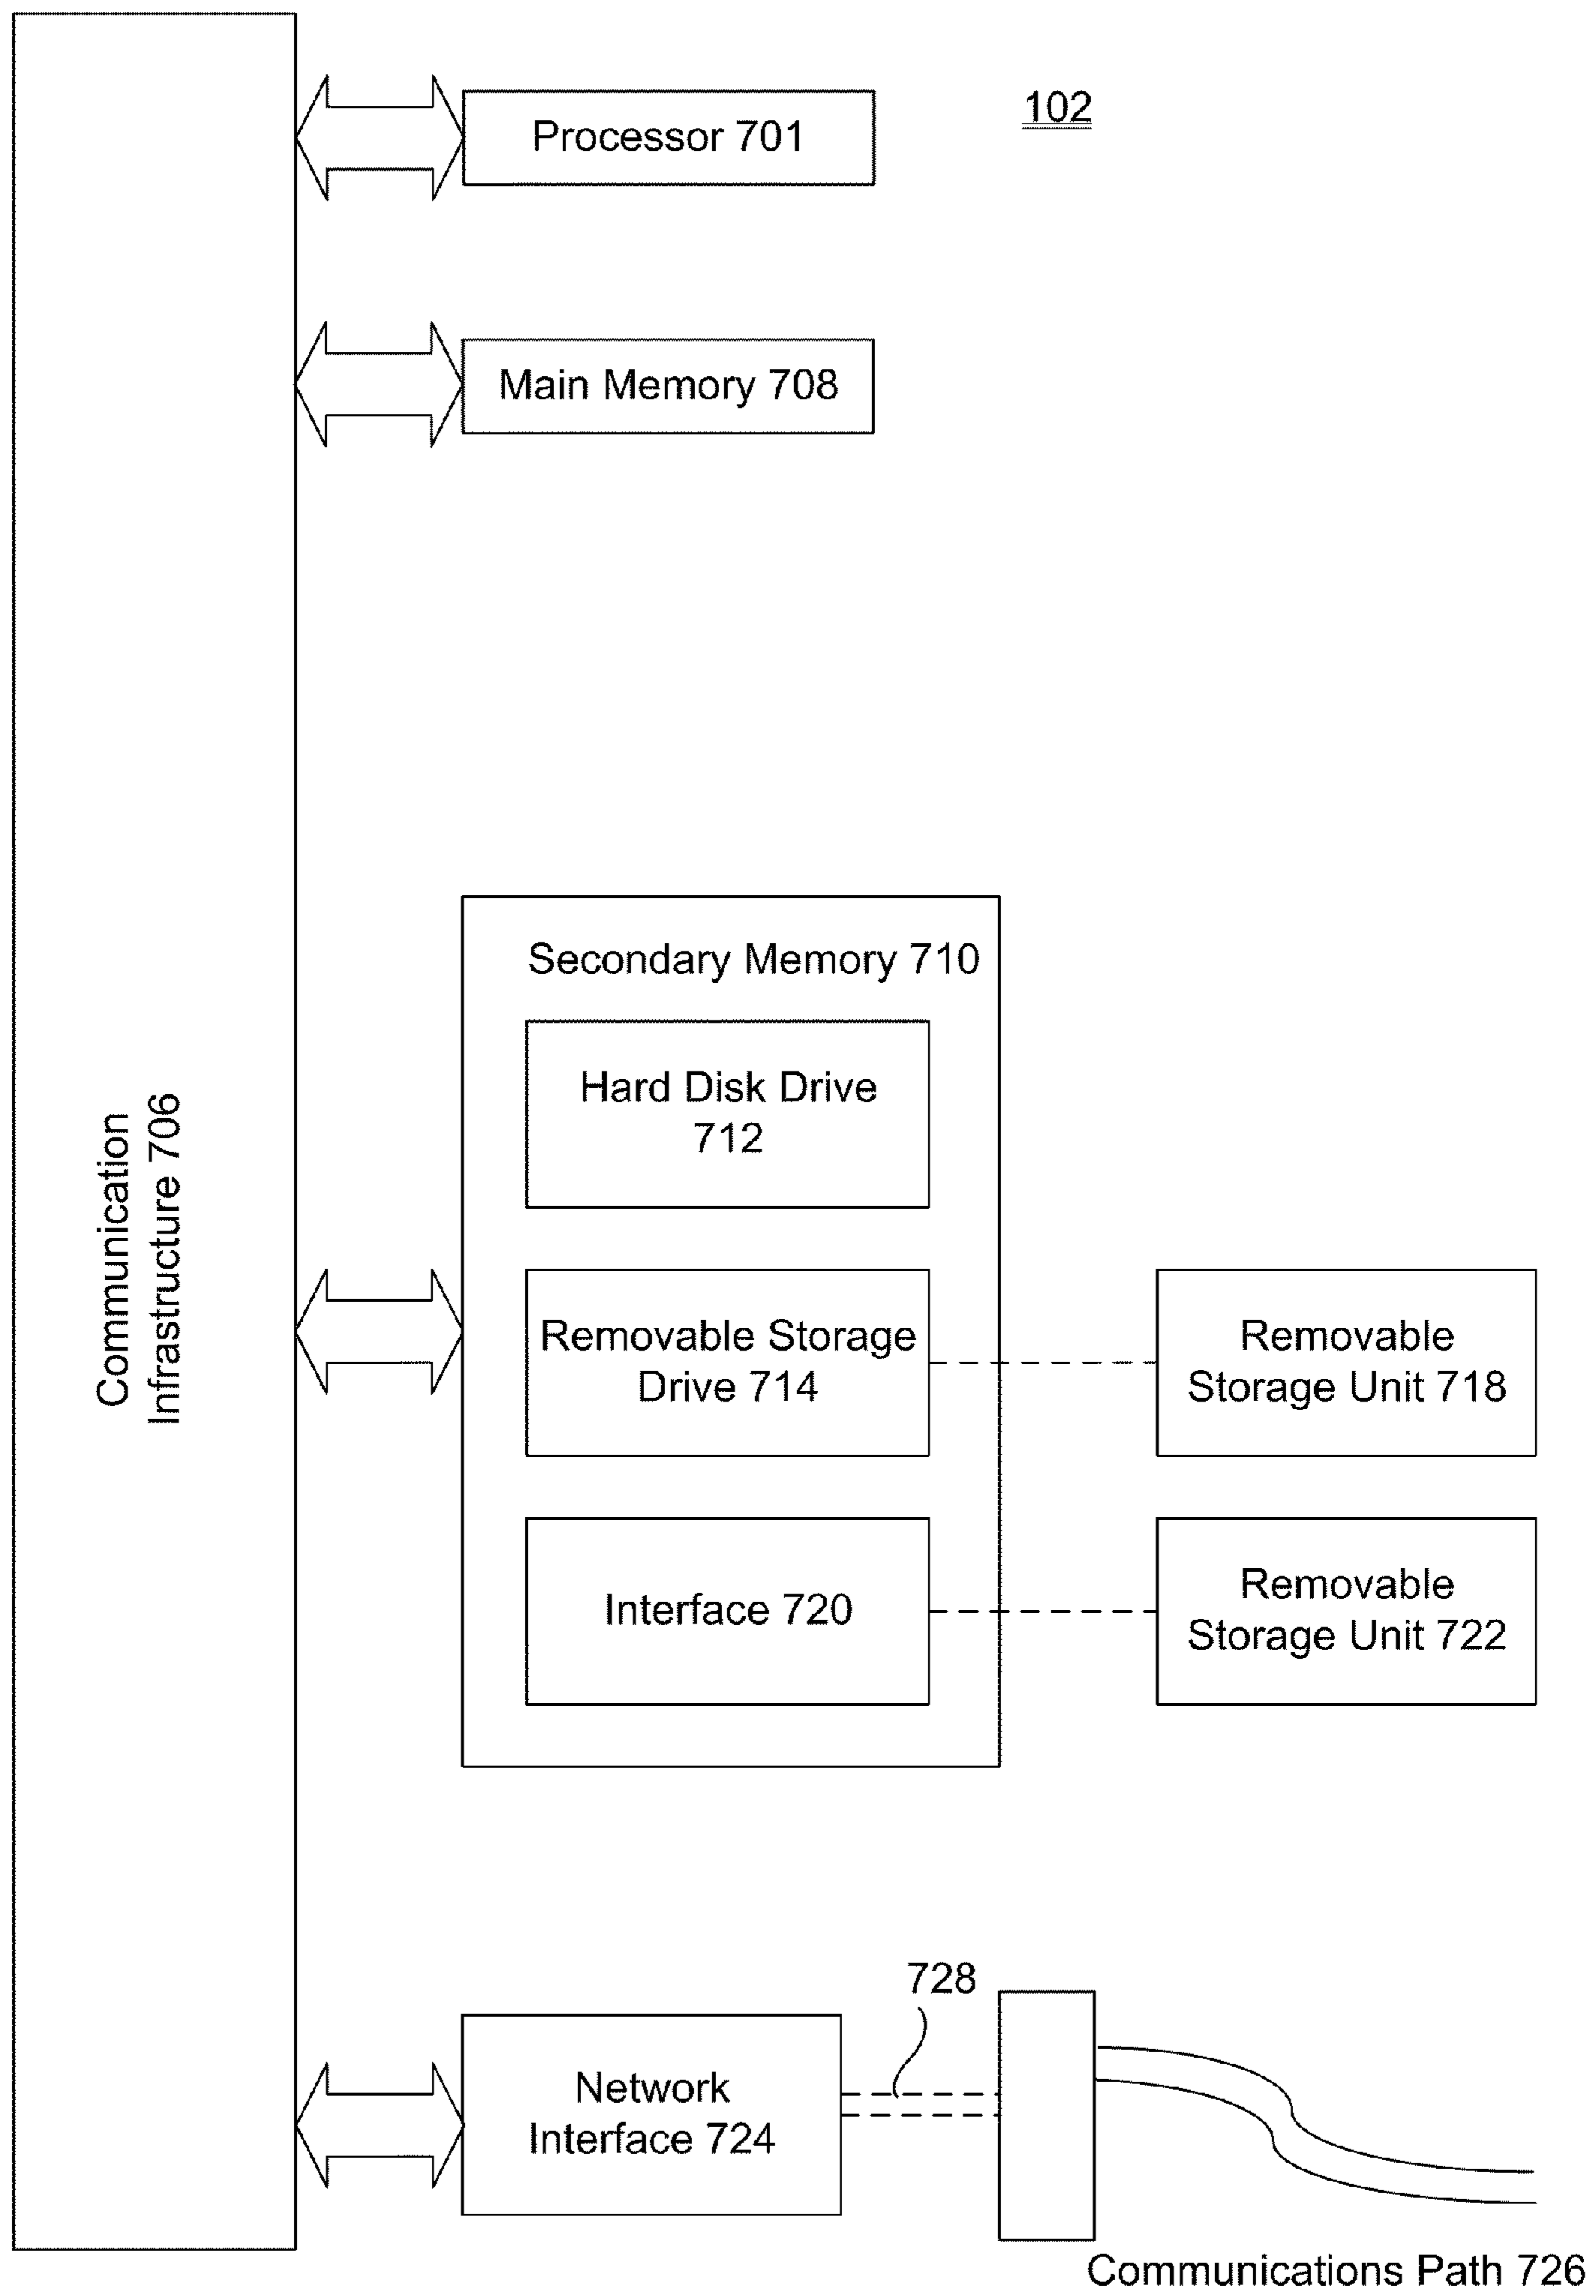 102
Processor 701
Main Memory 708
Communication
Infrastructure 706
Secondary Memory 710
Hard Disk Drive
712
Removable Storage
Drive 714
Removable
Storage Unit 718
Interface 720
Removable
Storage Unit 722
728
Network
Interface 724
Communications Path 726